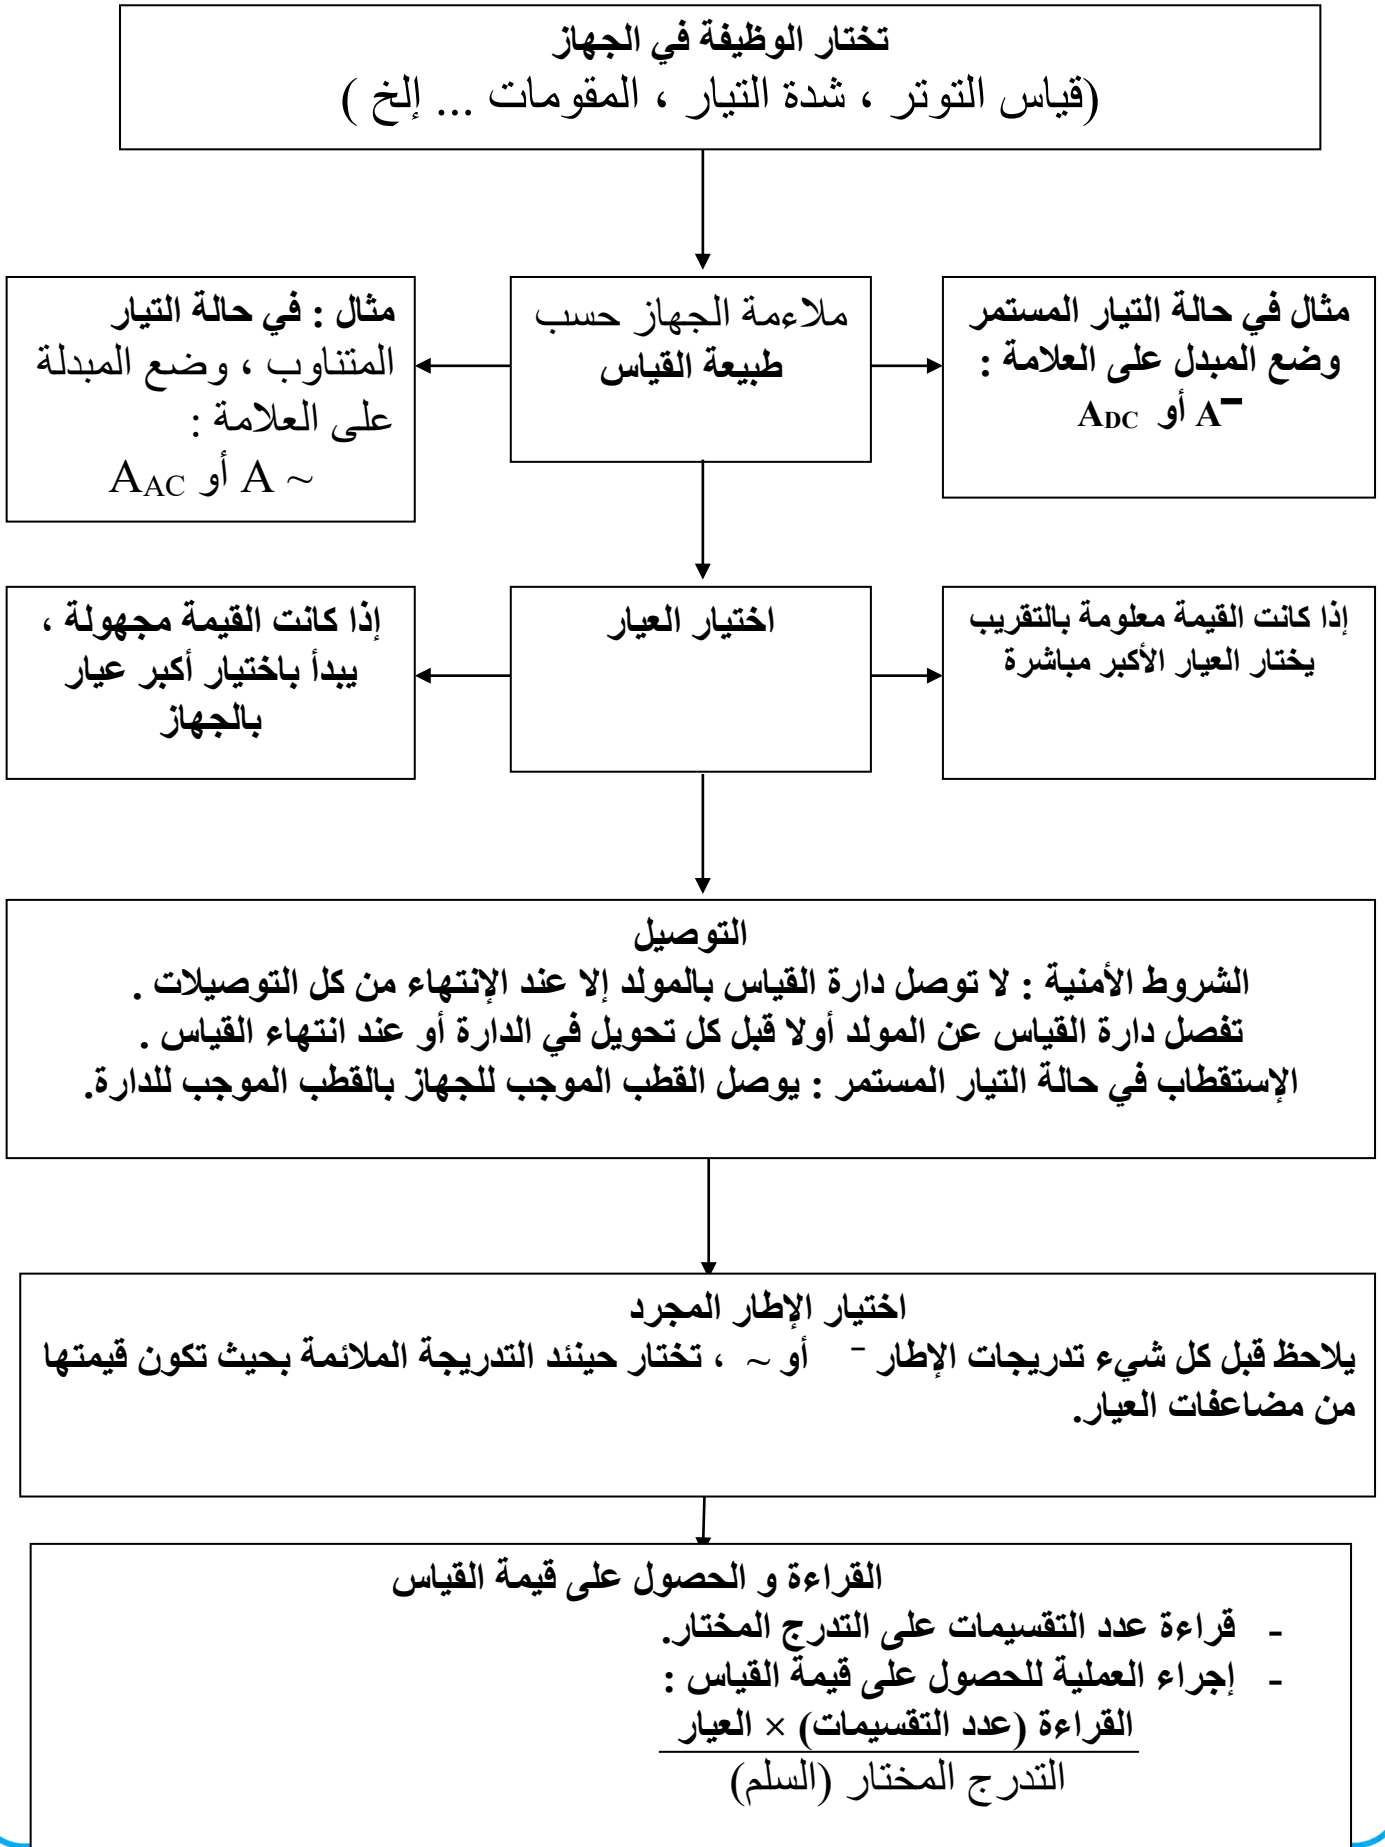 تختار الوظيفة في الجهاز
(قياس التوتر ، شدة التيار ، المقومات ... إلخ )
مثال في حالة التيار المستمر
وضع المبدل على العلامة :
A⁻ أو ADC
ملاءمة الجهاز حسب
طبيعة القياس
مثال : في حالة التيار
المتناوب ، وضع المبدلة
على العلامة :
~ A أو AAC
إذا كانت القيمة معلومة بالتقريب
يختار العيار الأكبر مباشرة
اختيار العيار
إذا كانت القيمة مجهولة ،
يبدأ باختيار أكبر عيار
بالجهاز
التوصيل
الشروط الأمنية : لا توصل دارة القياس بالمولد إلا عند الإنتهاء من كل التوصيلات .
تفصل دارة القياس عن المولد أولا قبل كل تحويل في الدارة أو عند انتهاء القياس .
الإستقطاب في حالة التيار المستمر : يوصل القطب الموجب للجهاز بالقطب الموجب للدارة.
اختيار الإطار المجرد
يلاحظ قبل كل شيء تدريجات الإطار ⁻ أو ~ ، تختار حينئد التدريجة الملائمة بحيث تكون قيمتها
من مضاعفات العيار.
القراءة و الحصول على قيمة القياس
- قراءة عدد التقسيمات على التدرج المختار.
- إجراء العملية للحصول على قيمة القياس :
القراءة (عدد التقسيمات) × العيار
التدرج المختار (السلم)